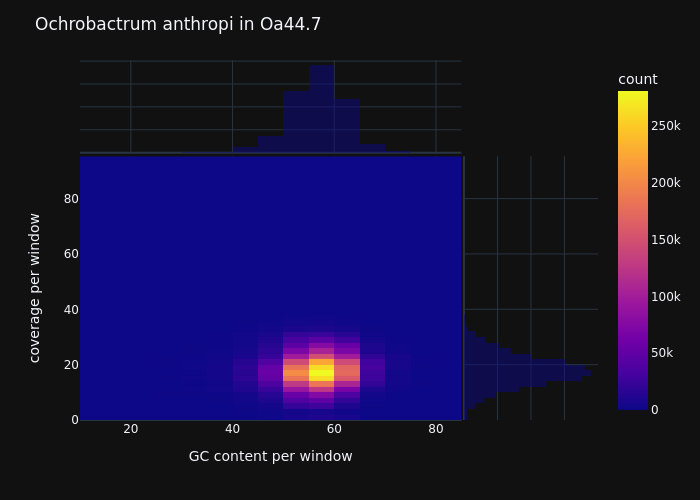 Ochrobactrum anthropi in Oa44.7
count
250k
200k
150k
100k
50k
0
coverage per window
80
60
40
20
0
20 40 60 80
GC content per window